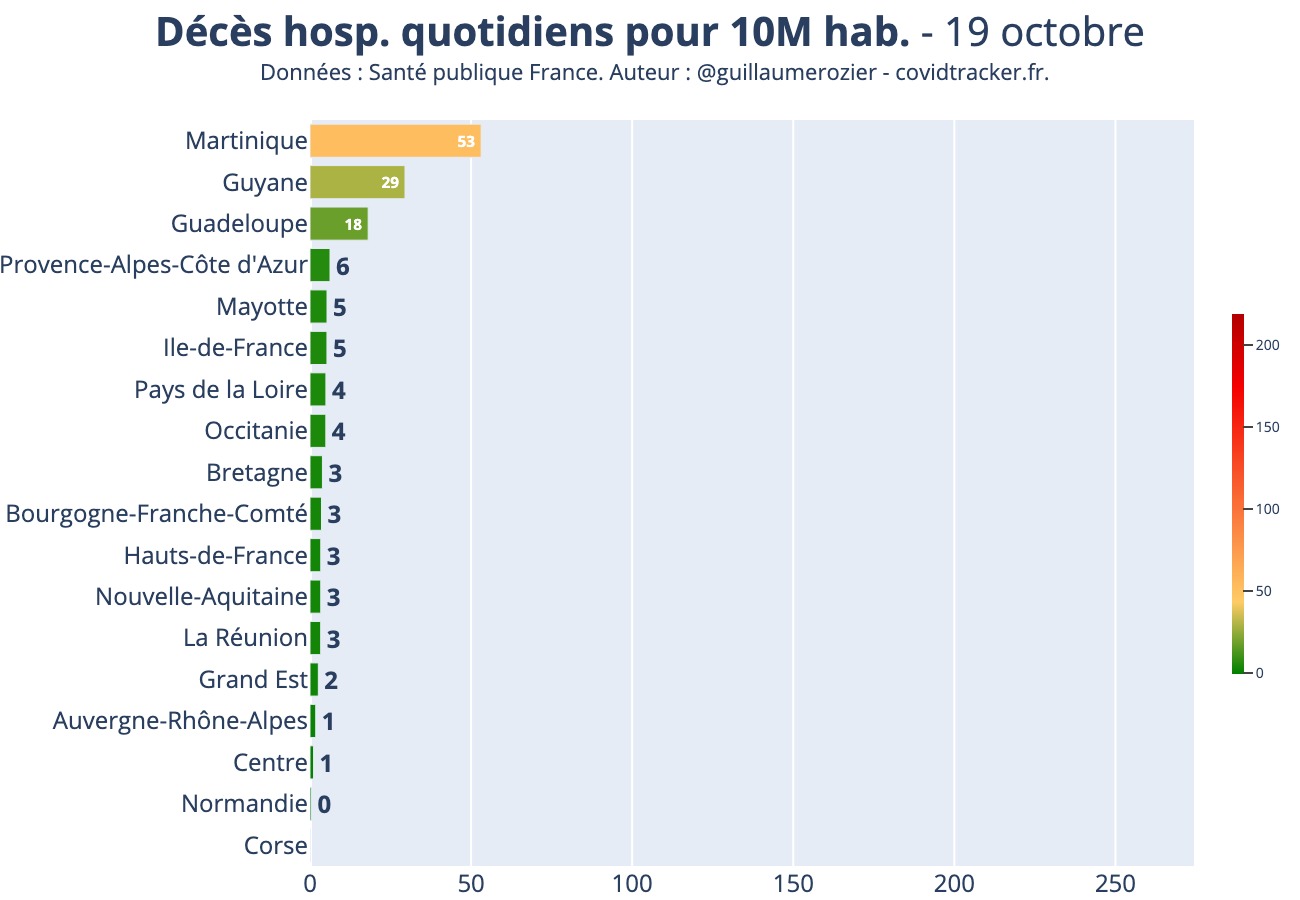 Décès hosp. quotidiens pour 10M hab. - 19 octobre
Données : Santé publique France. Auteur : @guillaumerozier - covidtracker.fr.
Martinique 53
Guyane 29
Guadeloupe 18
Provence-Alpes-Côte d'Azur 6
Mayotte 5
Ile-de-France 5
Pays de la Loire 4
Occitanie 4
Bretagne 3
Bourgogne-Franche-Comté 3
Hauts-de-France 3
Nouvelle-Aquitaine 3
La Réunion 3
Grand Est 2
Auvergne-Rhône-Alpes 1
Centre 1
Normandie 0
Corse
0 50 100 150 200 250
200
150
100
50
0